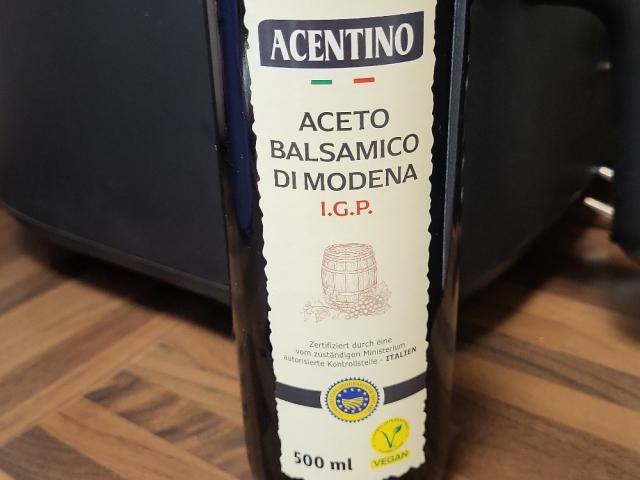 ACENTINO
ACETO
BALSAMICO
DI MODENA
I.G.P.
Zertifiziert durch eine
vom zuständigen Ministerium
autorisierte Kontrollstelle - ITALIEN
500 ml
VEGAN